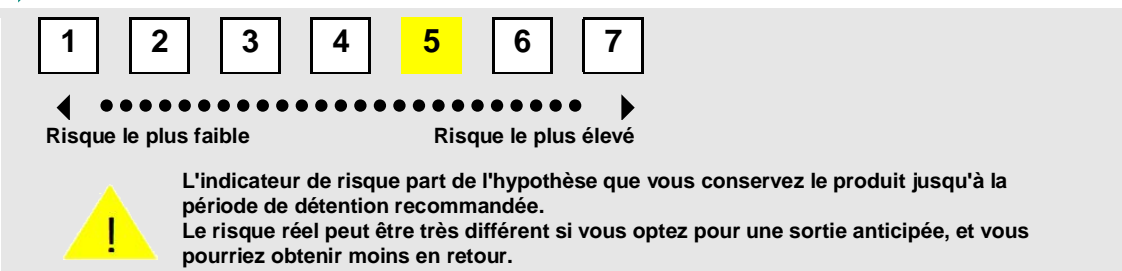 1 2 3 4 5 6 7
Risque le plus faible Risque le plus élevé
L'indicateur de risque part de l'hypothèse que vous conservez le produit jusqu'à la
période de détention recommandée.
! Le risque réel peut être très différent si vous optez pour une sortie anticipée, et vous
pourriez obtenir moins en retour.